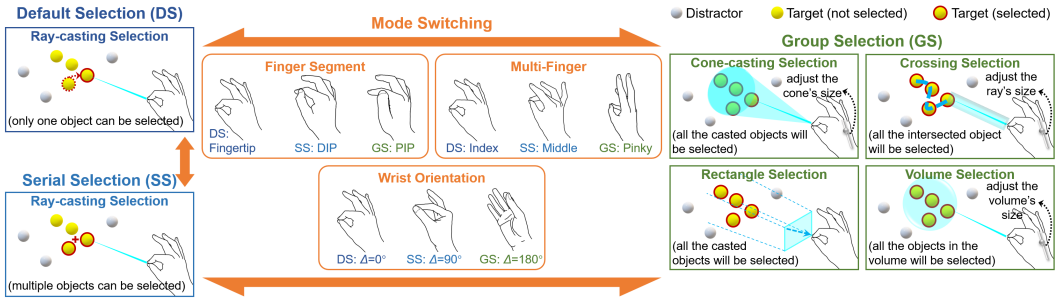 Default Selection (DS)
Ray-casting Selection
(only one object can be selected)
Serial Selection (SS)
Ray-casting Selection
(multiple objects can be selected)
Mode Switching
Finger Segment
DS:
Fingertip
SS: DIP
GS: PIP
Multi-Finger
DS: Index
SS: Middle
GS: Pinky
Wrist Orientation
DS: Δ=0°
SS: Δ=90°
GS: Δ=180°
Distractor
Target (not selected)
Target (selected)
Group Selection (GS)
Cone-casting Selection
adjust the
cone's size
(all the casted objects will
be selected)
Crossing Selection
adjust the
ray's size
(all the intersected object
will be selected)
Rectangle Selection
(all the casted
objects will be selected)
Volume Selection
adjust the
volume's
size
(all the objects in the
volume will be selected)